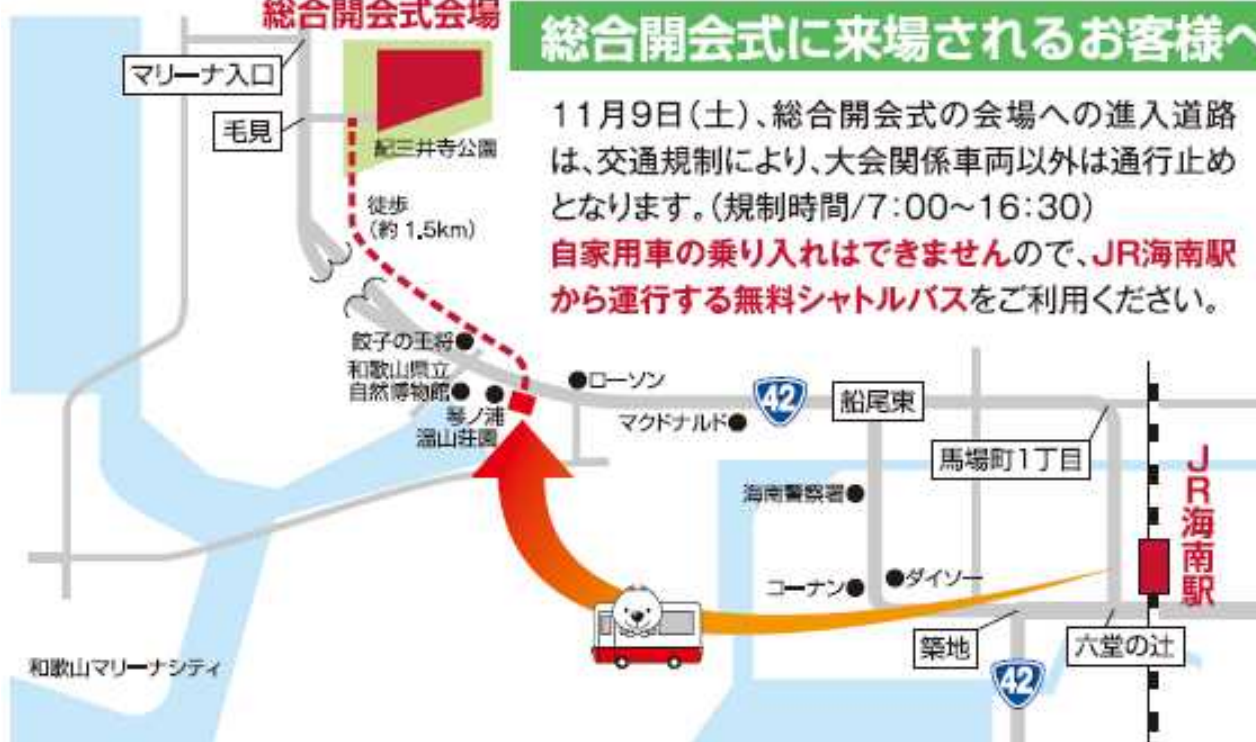 総合開会式会場
総合開会式に来場されるお客様へ
11月9日(土)、総合開会式の会場への進入道路
は、交通規制により、大会関係車両以外は通行止め
となります。(規制時間/7:00〜16:30)
自家用車の乗り入れはできませんので、JR海南駅
から運行する無料シャトルバスをご利用ください。
マリーナ入口
毛見
紀三井寺公園
徒歩
(約 1.5km)
餃子の王将
和歌山県立
自然博物館
琴ノ浦
温山荘園
ローソン
マクドナルド
42
船尾東
馬場町1丁目
海南警察署
JR海南駅
コーナン
ダイソー
築地
六堂の辻
42
和歌山マリーナシティ